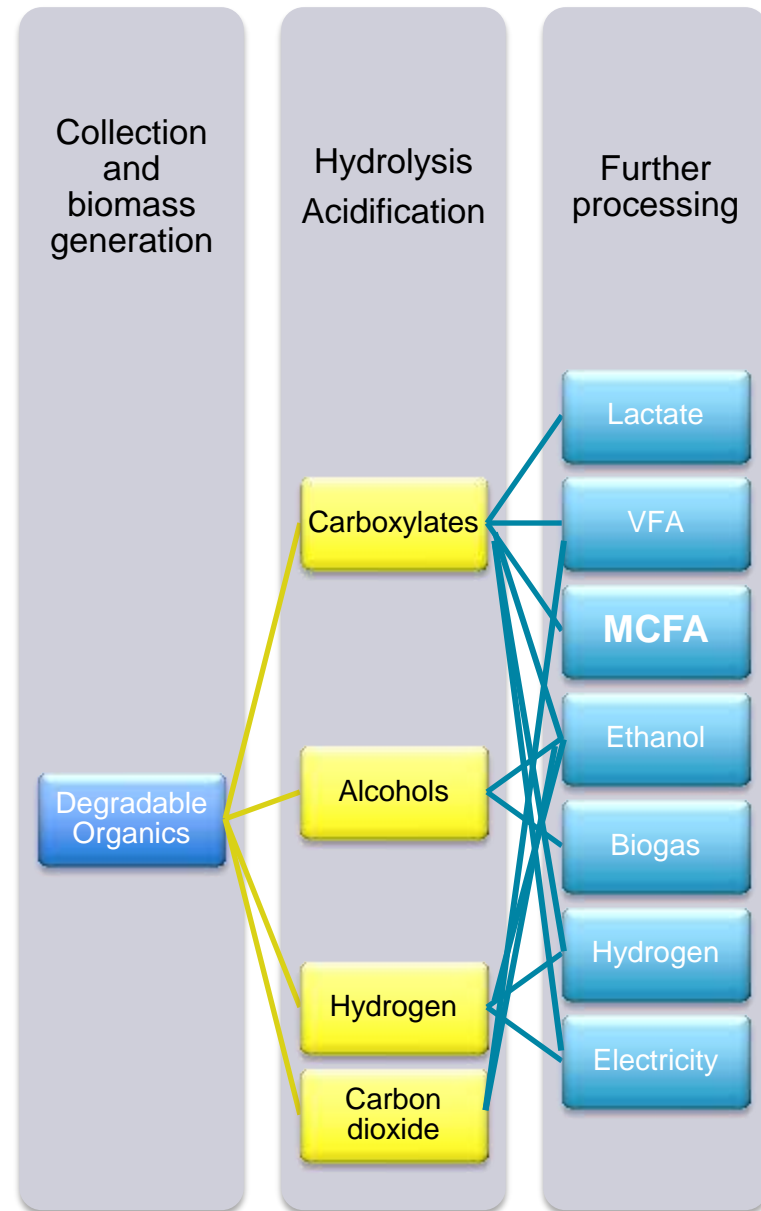 Collection
and
biomass
generation
Hydrolysis
Acidification
Further
processing
Degradable
Organics
Carboxylates
Alcohols
Hydrogen
Carbon
dioxide
Lactate
VFA
MCFA
Ethanol
Biogas
Hydrogen
Electricity